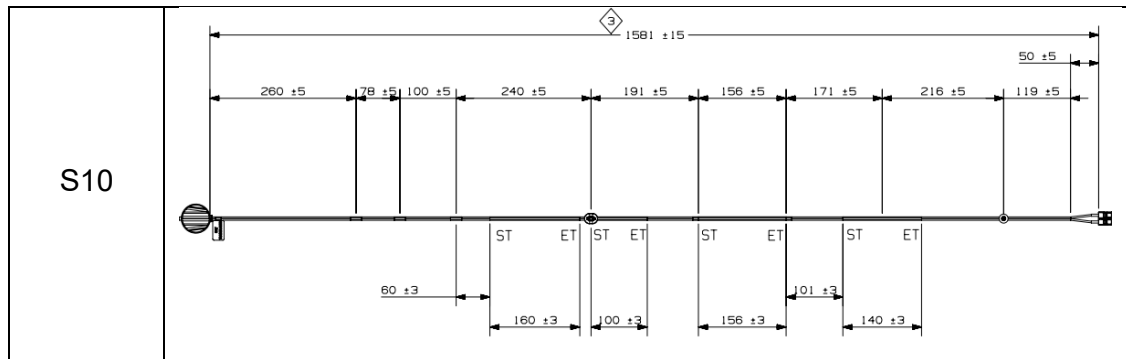 3
1581 ±15
50 ±5
260 ±5 78 ±5 100 ±5 240 ±5 191 ±5 156 ±5 171 ±5 216 ±5 119 ±5
S10
ST ET ST ET ST ET ST ET
60 ±3 101 ±3
160 ±3 100 ±3 156 ±3 140 ±3